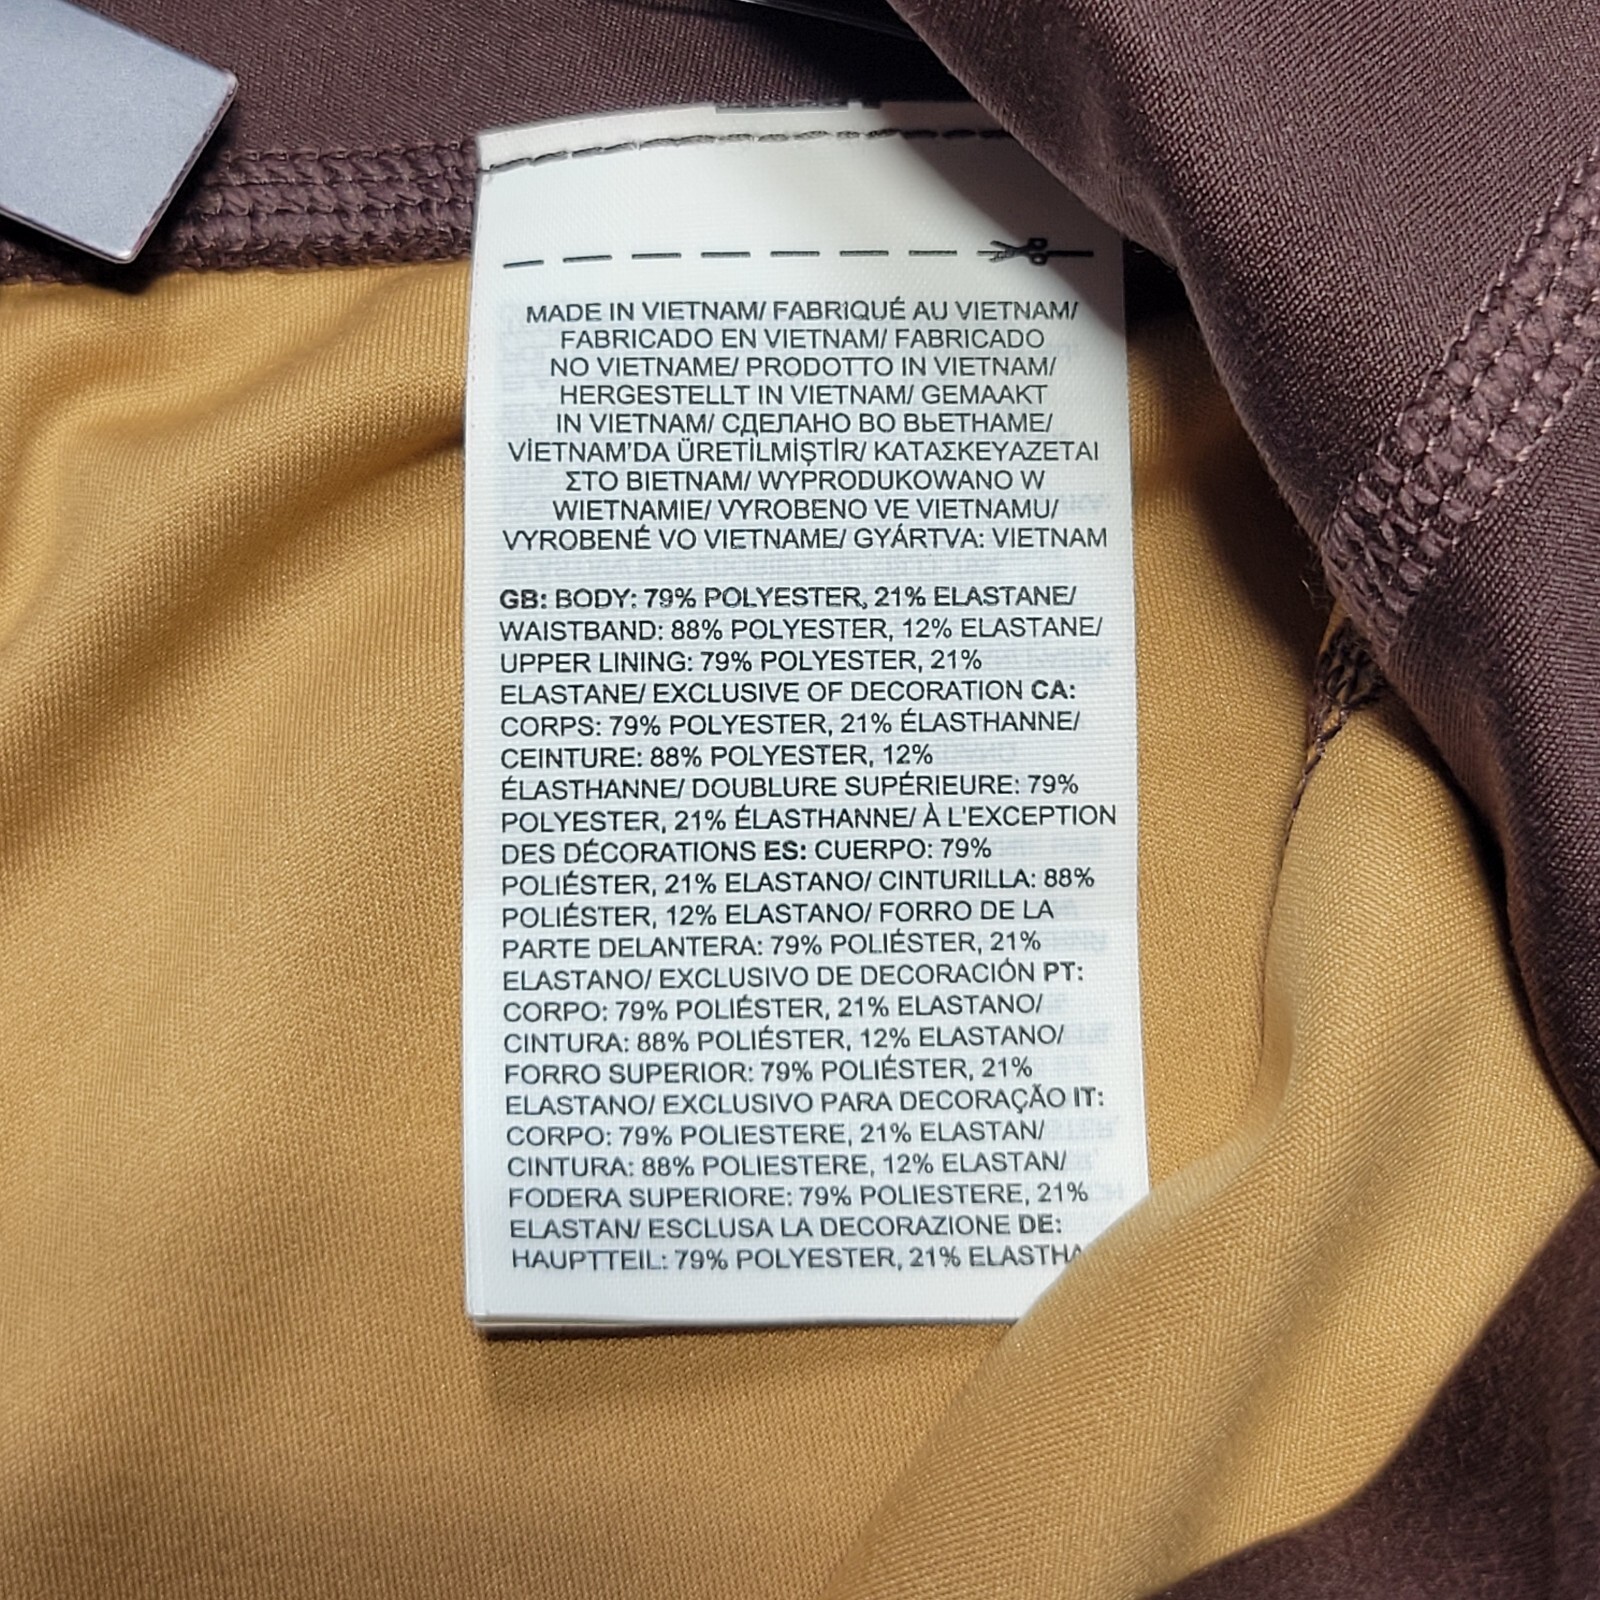 MADE IN VIETNAM/ FABRIQUÉ AU VIETNAM/
FABRICADO EN VIETNAM/ FABRICADO
NO VIETNAME/ PRODOTTO IN VIETNAM/
HERGESTELLT IN VIETNAM/ GEMAAKT
IN VIETNAM/ СДЕЛАНО ВО ВЬЕТНАМЕ/
VİETNAM'DA ÜRETİLMİŞTİR/ ΚΑΤΑΣΚΕΥΑΖΕΤΑΙ
ΣΤΟ ΒΙΕΤΝΑΜ/ WYPRODUKOWANO W
WIETNAMIE/ VYROBENO VE VIETNAMU/
VYROBENÉ VO VIETNAME/ GYÁRTVA: VIETNAM
GB: BODY: 79% POLYESTER, 21% ELASTANE/
WAISTBAND: 88% POLYESTER, 12% ELASTANE/
UPPER LINING: 79% POLYESTER, 21%
ELASTANE/ EXCLUSIVE OF DECORATION CA:
CORPS: 79% POLYESTER, 21% ÉLASTHANNE/
CEINTURE: 88% POLYESTER, 12%
ÉLASTHANNE/ DOUBLURE SUPÉRIEURE: 79%
POLYESTER, 21% ÉLASTHANNE/ À L'EXCEPTION
DES DÉCORATIONS ES: CUERPO: 79%
POLIÉSTER, 21% ELASTANO/ CINTURILLA: 88%
POLIÉSTER, 12% ELASTANO/ FORRO DE LA
PARTE DELANTERA: 79% POLIÉSTER, 21%
ELASTANO/ EXCLUSIVO DE DECORACIÓN PT:
CORPO: 79% POLIÉSTER, 21% ELASTANO/
CINTURA: 88% POLIÉSTER, 12% ELASTANO/
FORRO SUPERIOR: 79% POLIÉSTER, 21%
ELASTANO/ EXCLUSIVO PARA DECORAÇÃO IT:
CORPO: 79% POLIESTERE, 21% ELASTAN/
CINTURA: 88% POLIESTERE, 12% ELASTAN/
FODERA SUPERIORE: 79% POLIESTERE, 21%
ELASTAN/ ESCLUSA LA DECORAZIONE DE:
HAUPTTEIL: 79% POLYESTER, 21%